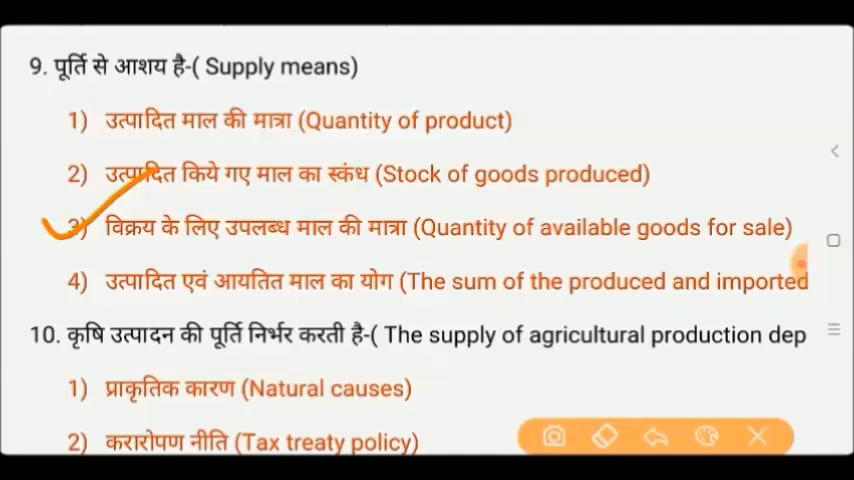 9. पूर्ति से आशय है-( Supply means)
1) उत्पादित माल की मात्रा (Quantity of product)
2) उत्पादित किये गए माल का स्कंध (Stock of goods produced)
3) विक्रय के लिए उपलब्ध माल की मात्रा (Quantity of available goods for sale)
4) उत्पादित एवं आयतित माल का योग (The sum of the produced and imported
10. कृषि उत्पादन की पूर्ति निर्भर करती है-( The supply of agricultural production dep
1) प्राकृतिक कारण (Natural causes)
2) करारोपण नीति (Tax treaty policy)